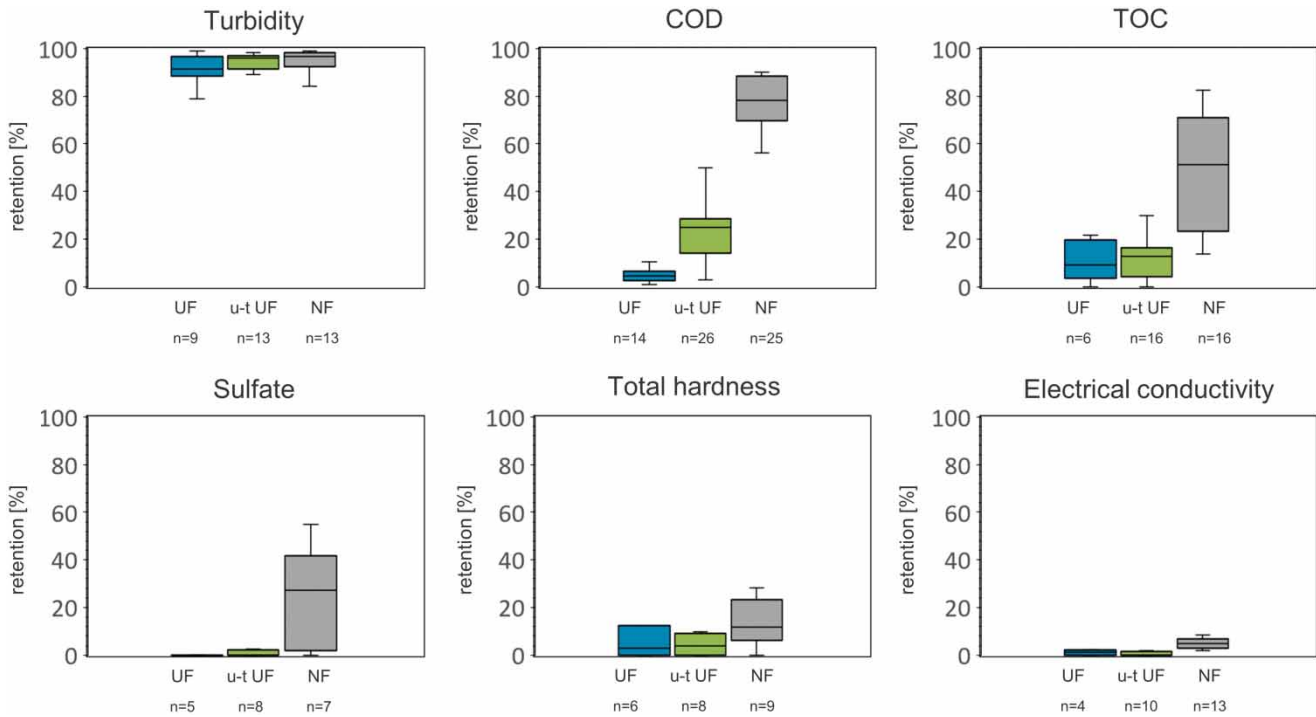 Turbidity
COD
TOC
retention [%]
100
80
60
40
20
0
UF u-t UF NF
n=9 n=13 n=13
retention [%]
100
80
60
40
20
0
UF u-t UF NF
n=14 n=26 n=25
retention [%]
100
80
60
40
20
0
UF u-t UF NF
n=6 n=16 n=16
Sulfate
Total hardness
Electrical conductivity
retention [%]
100
80
60
40
20
0
UF u-t UF NF
n=5 n=8 n=7
retention [%]
100
80
60
40
20
0
UF u-t UF NF
n=6 n=8 n=9
retention [%]
100
80
60
40
20
0
UF u-t UF NF
n=4 n=10 n=13